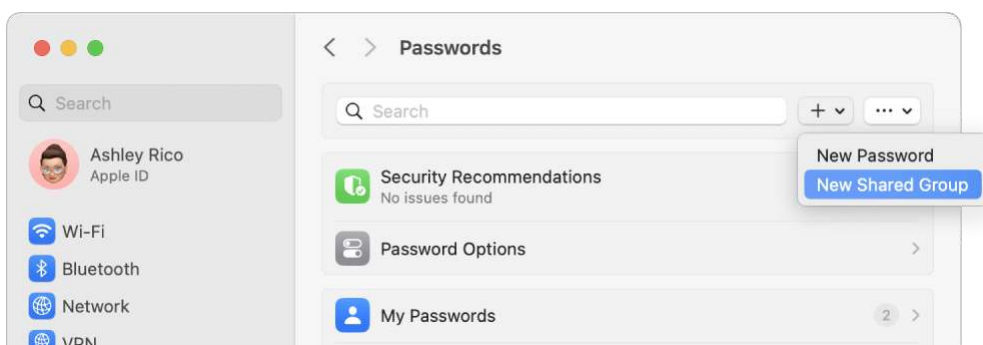 Passwords
Search
Ashley Rico
Apple ID
Wi-Fi
Bluetooth
Network
VPN
Search
New Password
New Shared Group
Security Recommendations
No issues found
Password Options
My Passwords 2